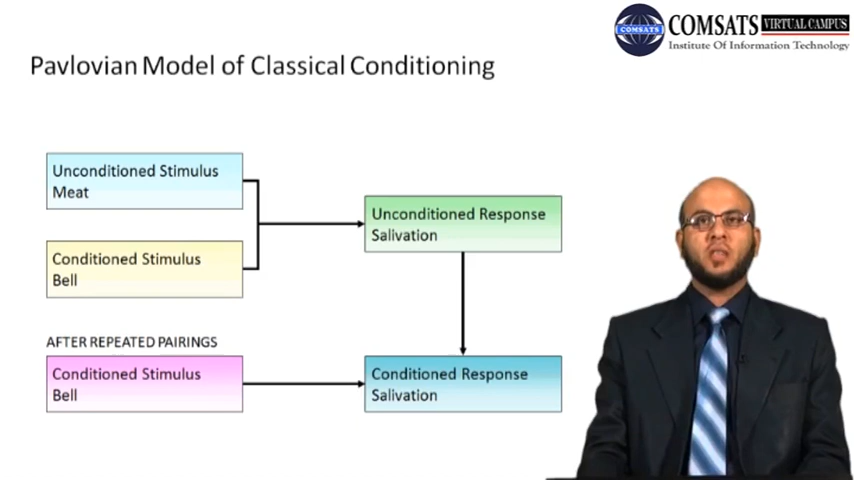 COMSATS VIRTUAL CAMPUS
COMSATS
Institute Of Information Technology
Pavlovian Model of Classical Conditioning
Unconditioned Stimulus
Meat
Unconditioned Response
Salivation
Conditioned Stimulus
Bell
AFTER REPEATED PAIRINGS
Conditioned Stimulus
Bell
Conditioned Response
Salivation